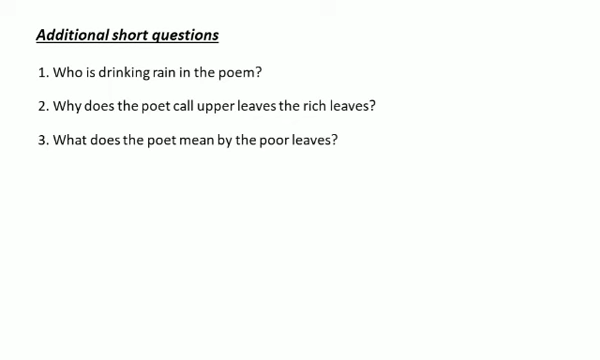 Additional short questions
1. Who is drinking rain in the poem?
2. Why does the poet call upper leaves the rich leaves?
3. What does the poet mean by the poor leaves?